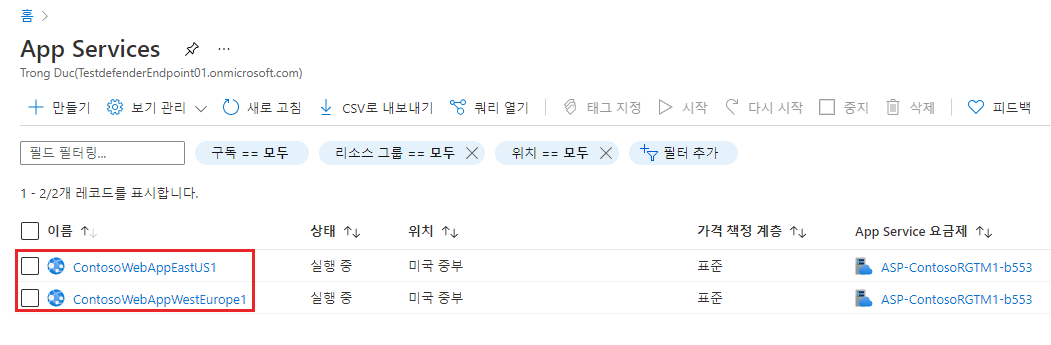 홈 >
App Services ...
Trong Duc(TestdefenderEndpoint01.onmicrosoft.com)
만들기 보기 관리 새로 고침 CSV로 내보내기 쿼리 열기 태그 지정 시작 다시 시작 중지 삭제 피드백
필드 필터링... 구독 == 모두 리소스 그룹 == 모두 위치 == 모두 필터 추가
1 - 2/2개 레코드를 표시합니다.
이름 ↑↓ 상태 ↑↓ 위치 ↑↓ 가격 책정 계층 ↑↓ App Service 요금제 ↑↓
ContosoWebAppEastUS1 실행 중 미국 중부 표준 ASP-ContosoRGTM1-b553
ContosoWebAppWestEurope1 실행 중 미국 중부 표준 ASP-ContosoRGTM1-b553